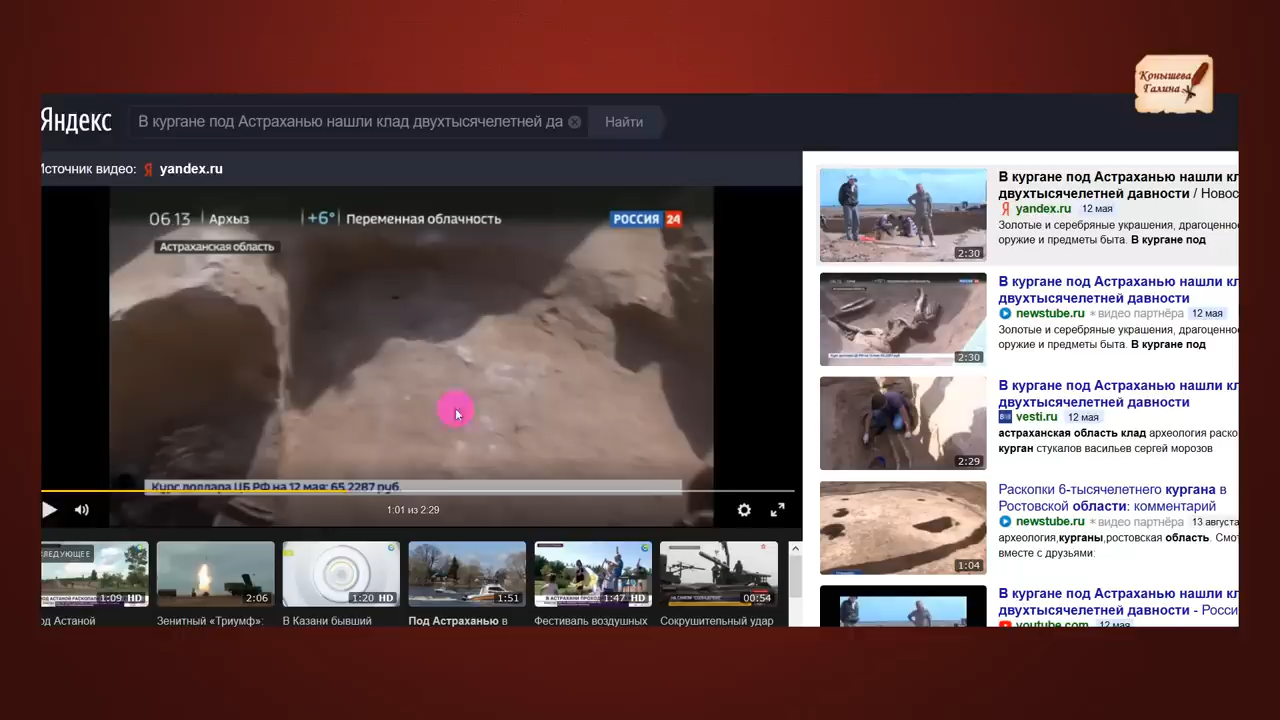 Конышева
Галина
Яндекс
В кургане под Астраханью нашли клад двухтысячелетней да
Найти
Источник видео: Я yandex.ru
06:13 Архыз +6° Переменная облачность РОССИЯ 24
Астраханская область
Курс доллара ЦБ РФ на 12 мая: 65,2287 руб.
1:01 из 2:29
ЛЕДУЮЩЕЕ
1:09 HD
2:06
1:20 HD
1:51
1:47 HD
00:54
од Астаной
Зенитный «Триумф»:
В Казани бывший
Под Астраханью в
Фестиваль воздушных
Сокрушительный удар
2:30
В кургане под Астраханью нашли кл
двухтысячелетней давности / Новос
Я yandex.ru 12 мая
Золотые и серебряные украшения, драгоценно
оружие и предметы быта. В кургане под
2:30
В кургане под Астраханью нашли кл
двухтысячелетней давности
newstube.ru *видео партнёра 12 мая
Золотые и серебряные украшения, драгоценно
оружие и предметы быта. В кургане под
2:29
В кургане под Астраханью нашли кл
двухтысячелетней давности
vesti.ru 12 мая
астраханская область клад археология раско
курган стукалов васильев сергей морозов
1:04
Раскопки 6-тысячелетнего кургана в
Ростовской области: комментарий
newstube.ru *видео партнёра 13 августа
археология,курганы,ростовская область. Смот
вместе с друзьями:
В кургане под Астраханью нашли кл
двухтысячелетней давности - Росси
youtube.com 12 мая